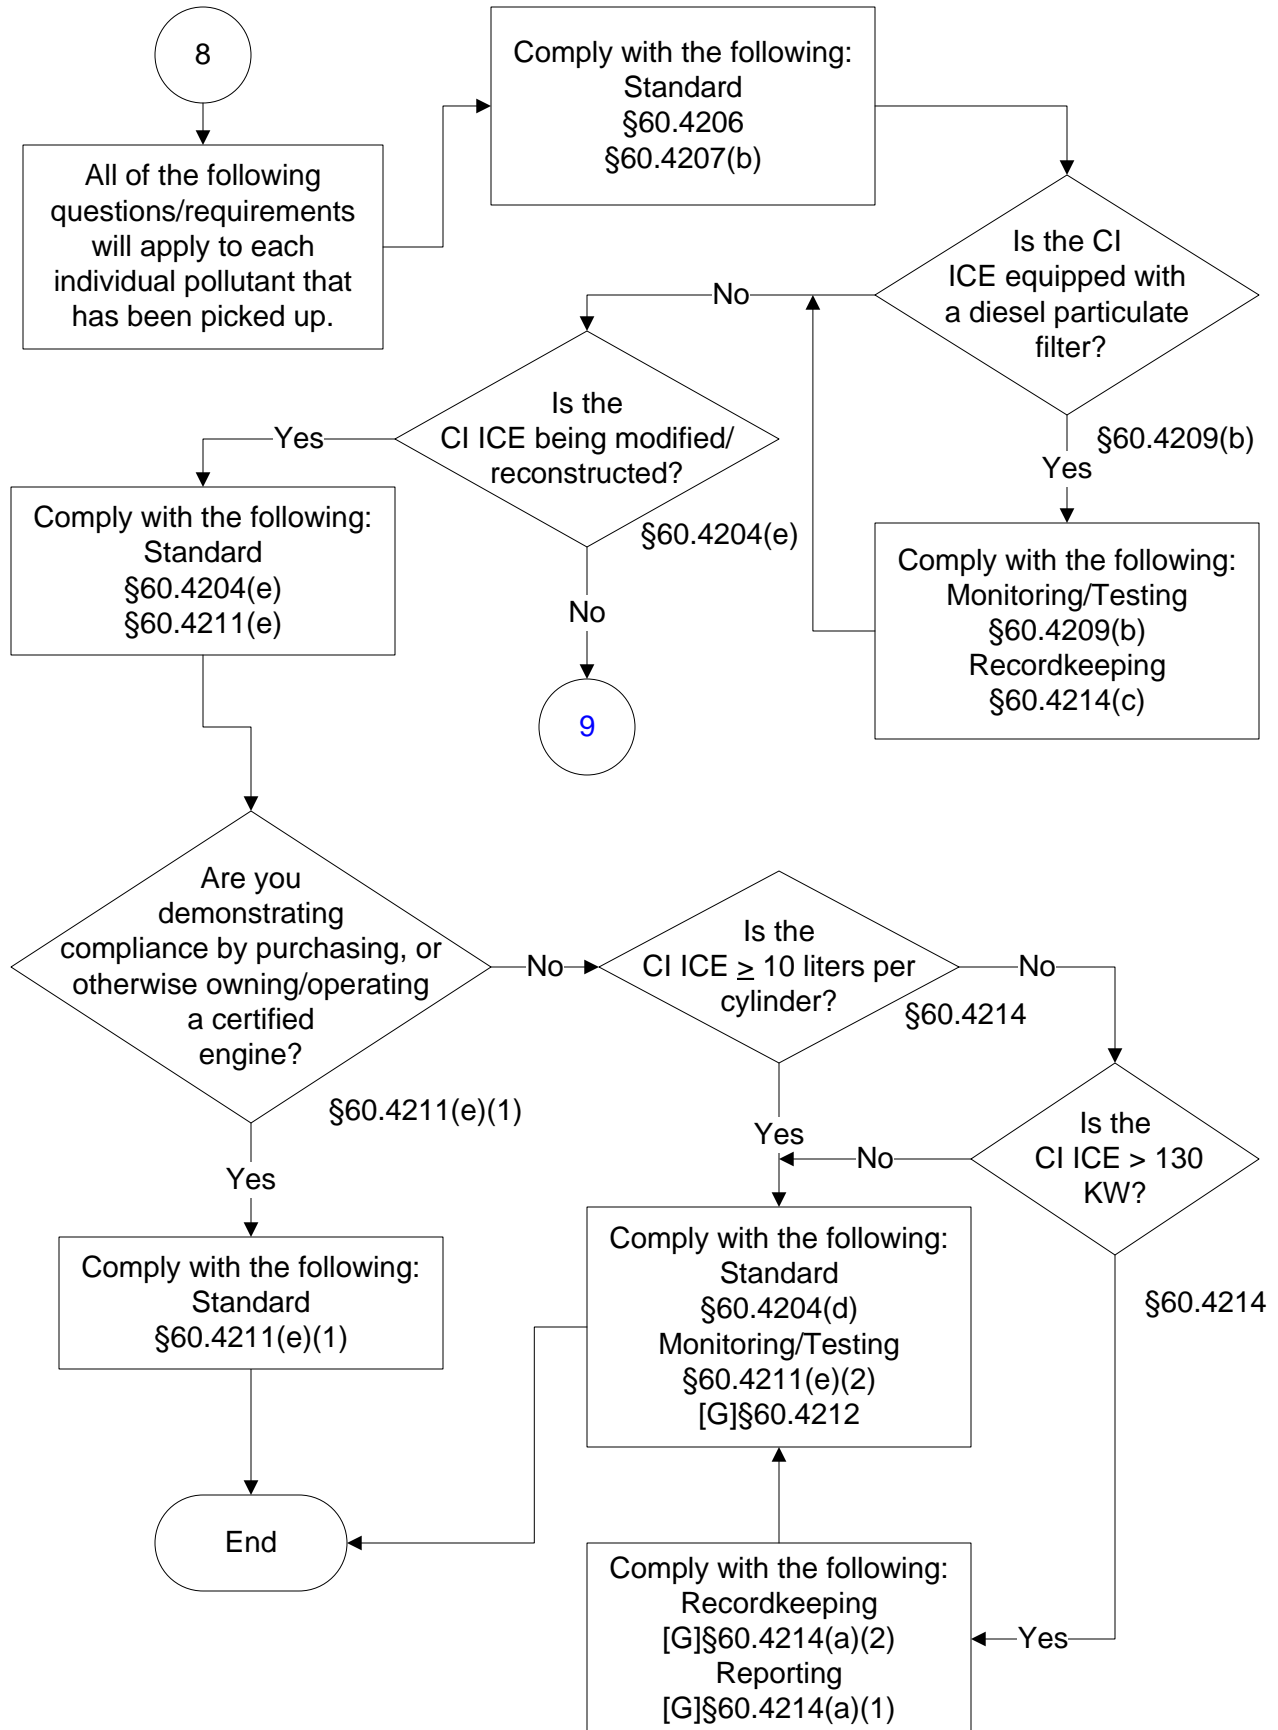 8
All of the following
questions/requirements
will apply to each
individual pollutant that
has been picked up.
Comply with the following:
Standard
§60.4206
§60.4207(b)
Is the CI
ICE equipped with
a diesel particulate
filter?
§60.4209(b)
No
Yes
Comply with the following:
Monitoring/Testing
§60.4209(b)
Recordkeeping
§60.4214(c)
Is the
CI ICE being modified/
reconstructed?
§60.4204(e)
Yes
No
9
Comply with the following:
Standard
§60.4204(e)
§60.4211(e)
Are you
demonstrating
compliance by purchasing, or
otherwise owning/operating
a certified
engine?
§60.4211(e)(1)
No
Yes
Comply with the following:
Standard
§60.4211(e)(1)
End
Is the
CI ICE ≥ 10 liters per
cylinder?
§60.4214
No
Yes
Is the
CI ICE > 130
KW?
§60.4214
No
Yes
Comply with the following:
Standard
§60.4204(d)
Monitoring/Testing
§60.4211(e)(2)
[G]§60.4212
Comply with the following:
Recordkeeping
[G]§60.4214(a)(2)
Reporting
[G]§60.4214(a)(1)